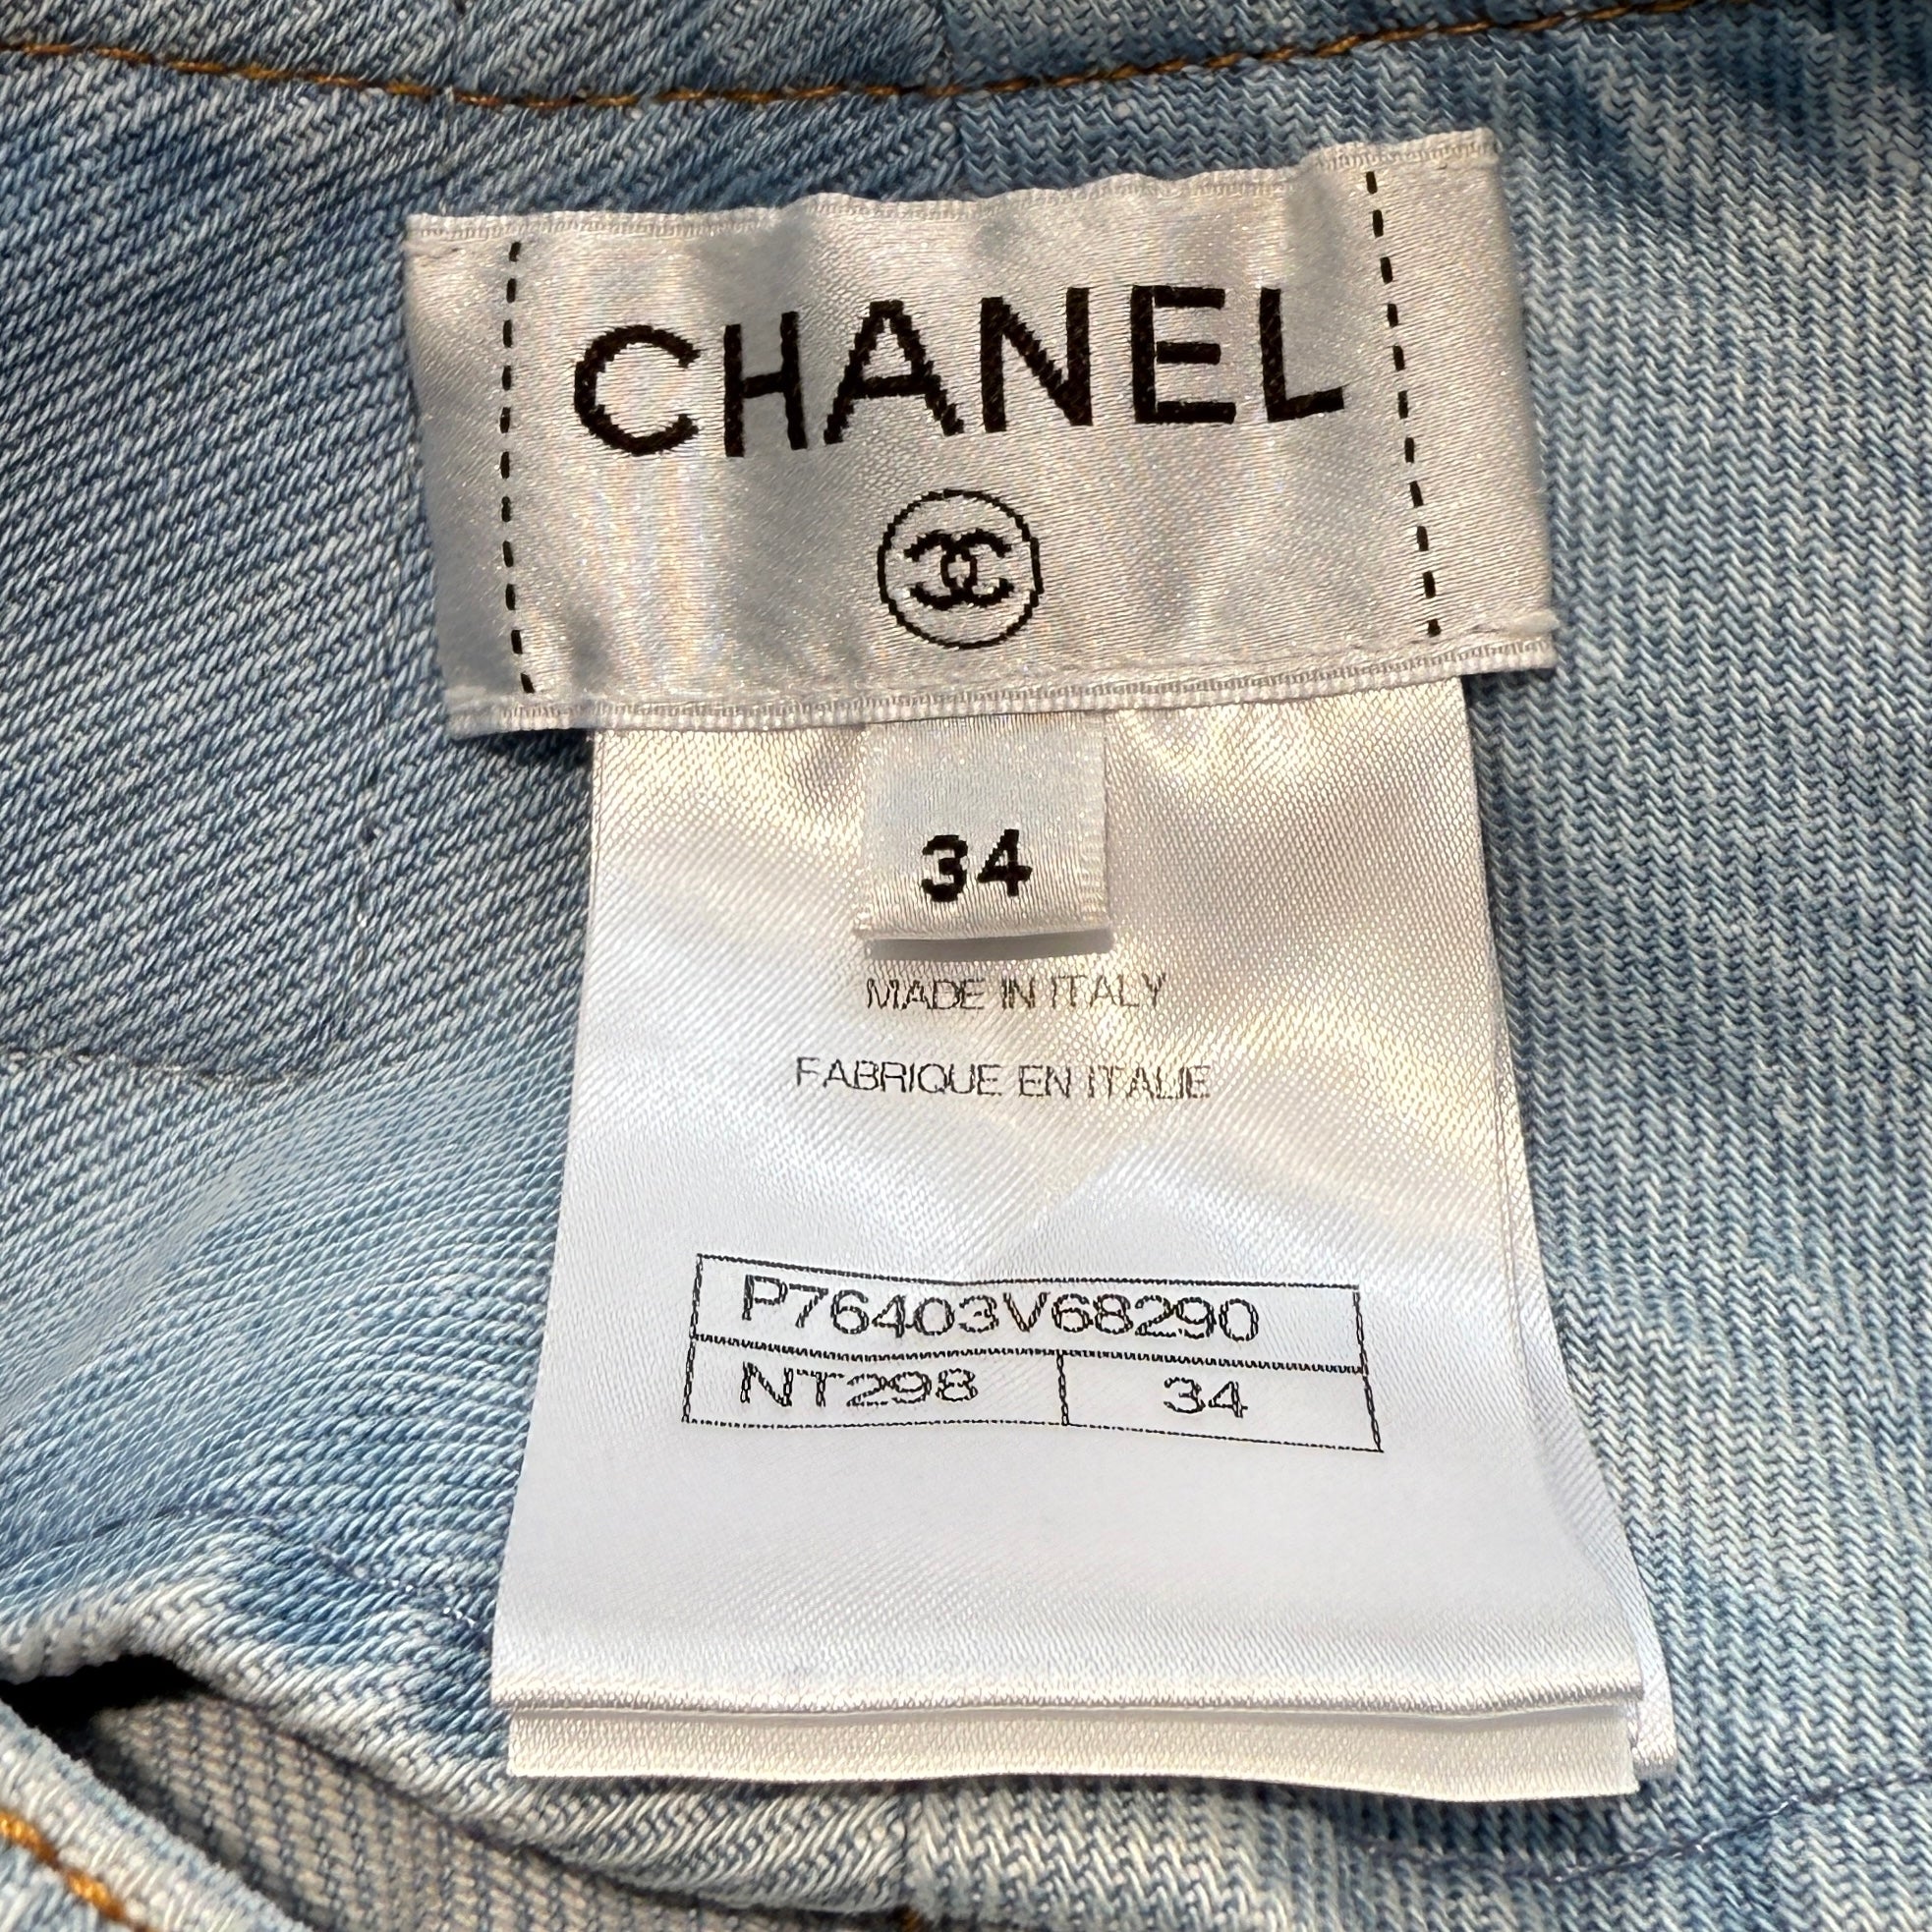 CHANEL
34
MADE IN ITALY
FABRIQUE EN ITALIE
P76403V68290
NT298 34